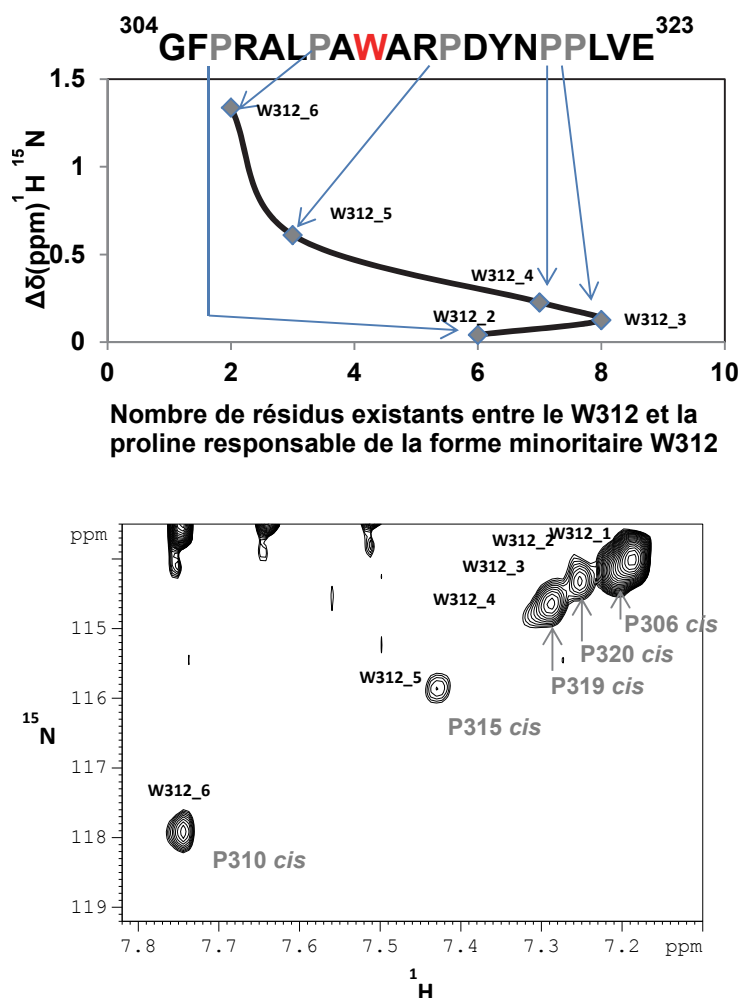 304GFPRALPAWARPDYNPPLVE323
1.5
1
0.5
0
Δδ(ppm)1H 15N
W312_6
W312_5
W312_4
W312_2
W312_3
0 2 4 6 8 10
Nombre de résidus existants entre le W312 et la
proline responsable de la forme minoritaire W312
ppm
115
116
117
118
119
15N
W312_1
W312_2
W312_3
W312_4
P306 cis
P320 cis
P319 cis
W312_5
P315 cis
W312_6
P310 cis
7.8 7.7 7.6 7.5 7.4 7.3 7.2 ppm
1H